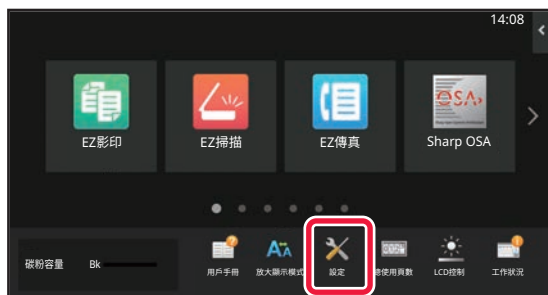 14:08
EZ影印
EZ掃描
EZ傳真
OSA
Sharp OSA
碳粉容量 Bk
用戶手冊
放大顯示模式
設定
總使用頁數
LCD控制
工作狀況